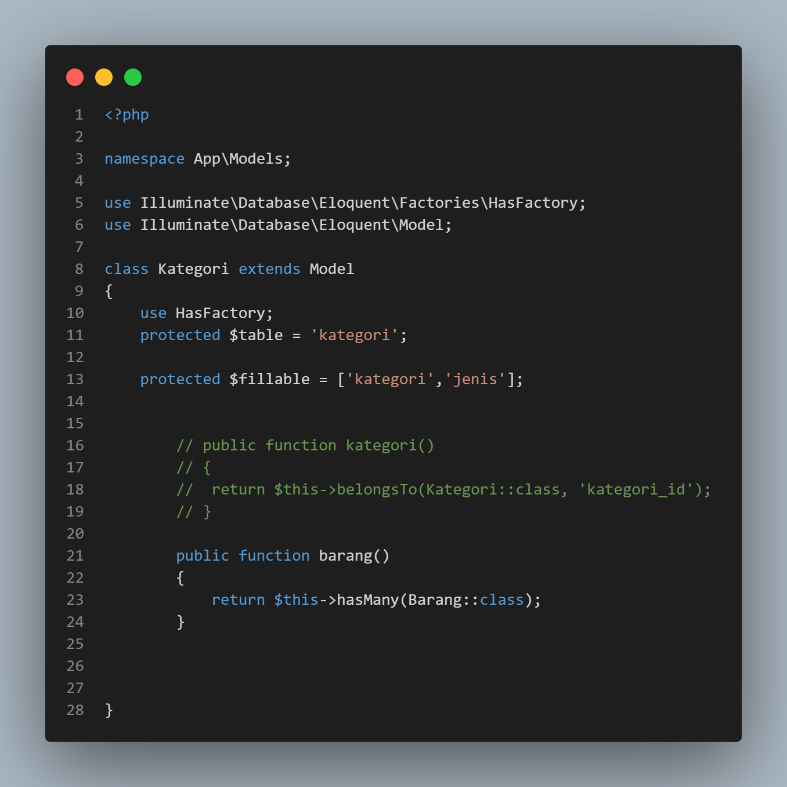 1 <?php
2
3 namespace App\Models;
4
5 use Illuminate\Database\Eloquent\Factories\HasFactory;
6 use Illuminate\Database\Eloquent\Model;
7
8 class Kategori extends Model
9 {
10     use HasFactory;
11     protected $table = 'kategori';
12
13     protected $fillable = ['kategori','jenis'];
14
15
16         // public function kategori()
17         // {
18         //  return $this->belongsTo(Kategori::class, 'kategori_id');
19         // }
20
21         public function barang()
22         {
23             return $this->hasMany(Barang::class);
24         }
25
26
27
28 }